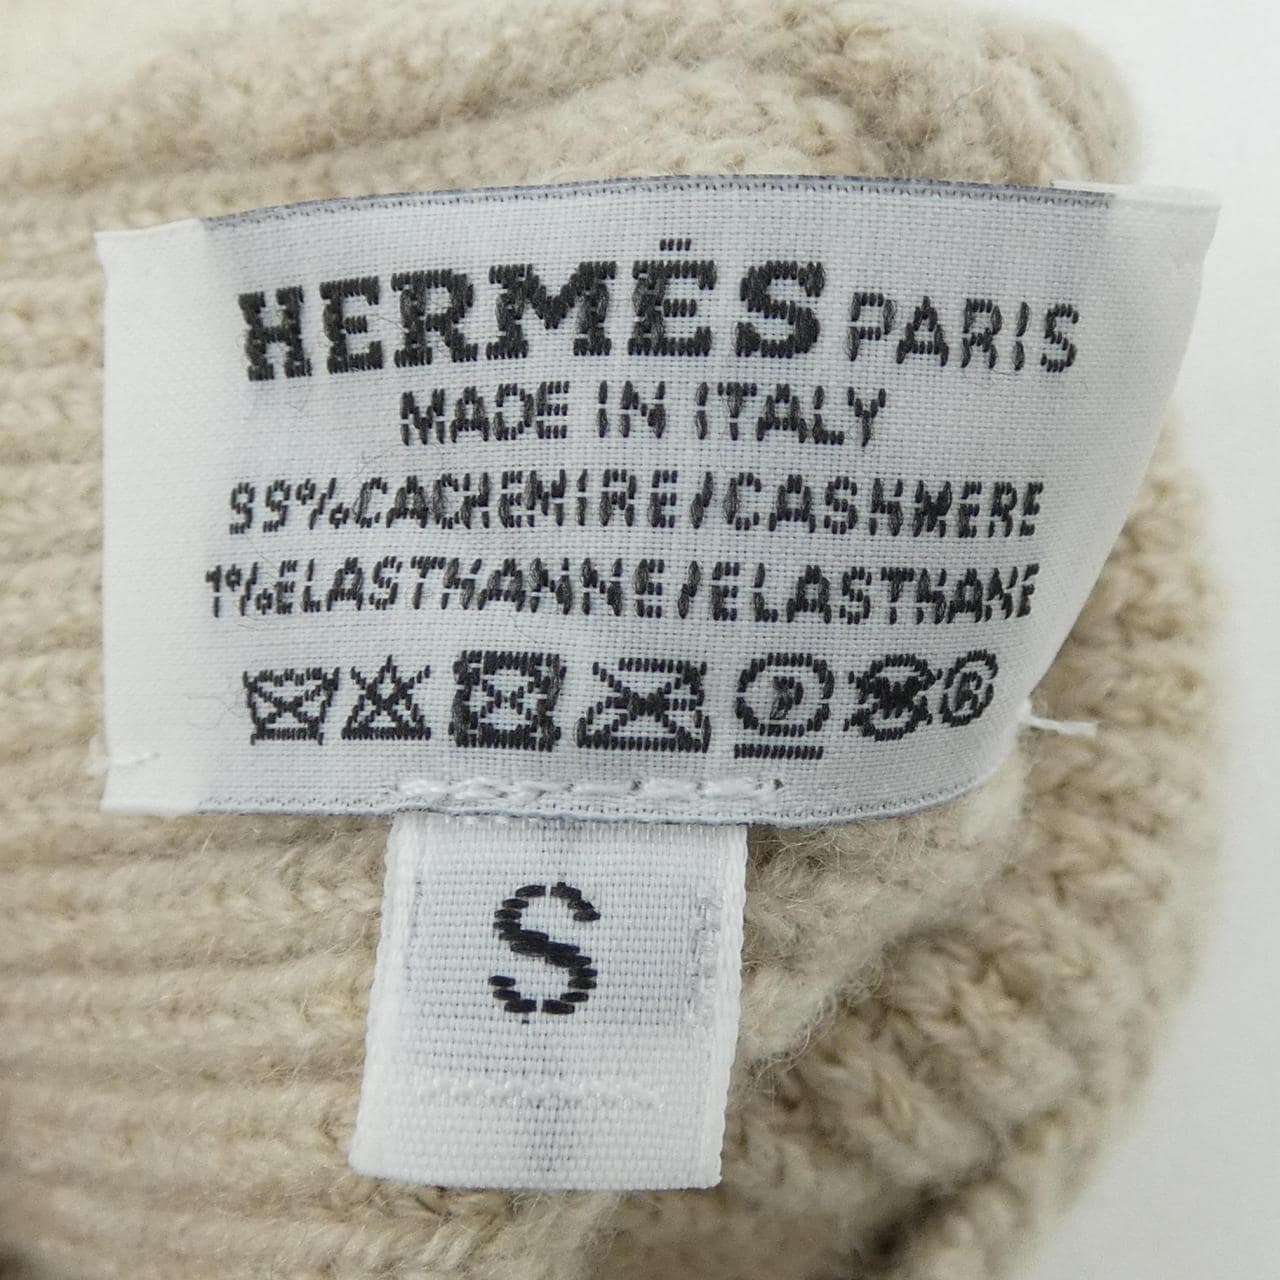 HERMÈS PARIS
MADE IN ITALY
99%CACHEMIRE/CASHMERE
1%ELASTHANNE/ELASTHANE
P W ®
S